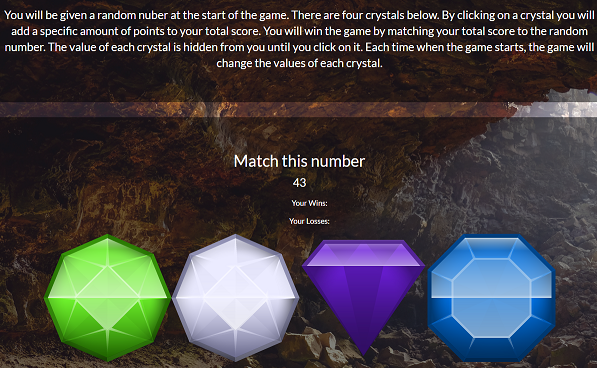 You will be given a random nuber at the start of the game. There are four crystals below. By clicking on a crystal you will
add a specific amount of points to your total score. You will win the game by matching your total score to the random
number. The value of each crystal is hidden from you until you click on it. Each time when the game starts, the game will
change the values of each crystal.
Match this number
43
Your Wins:
Your Losses: